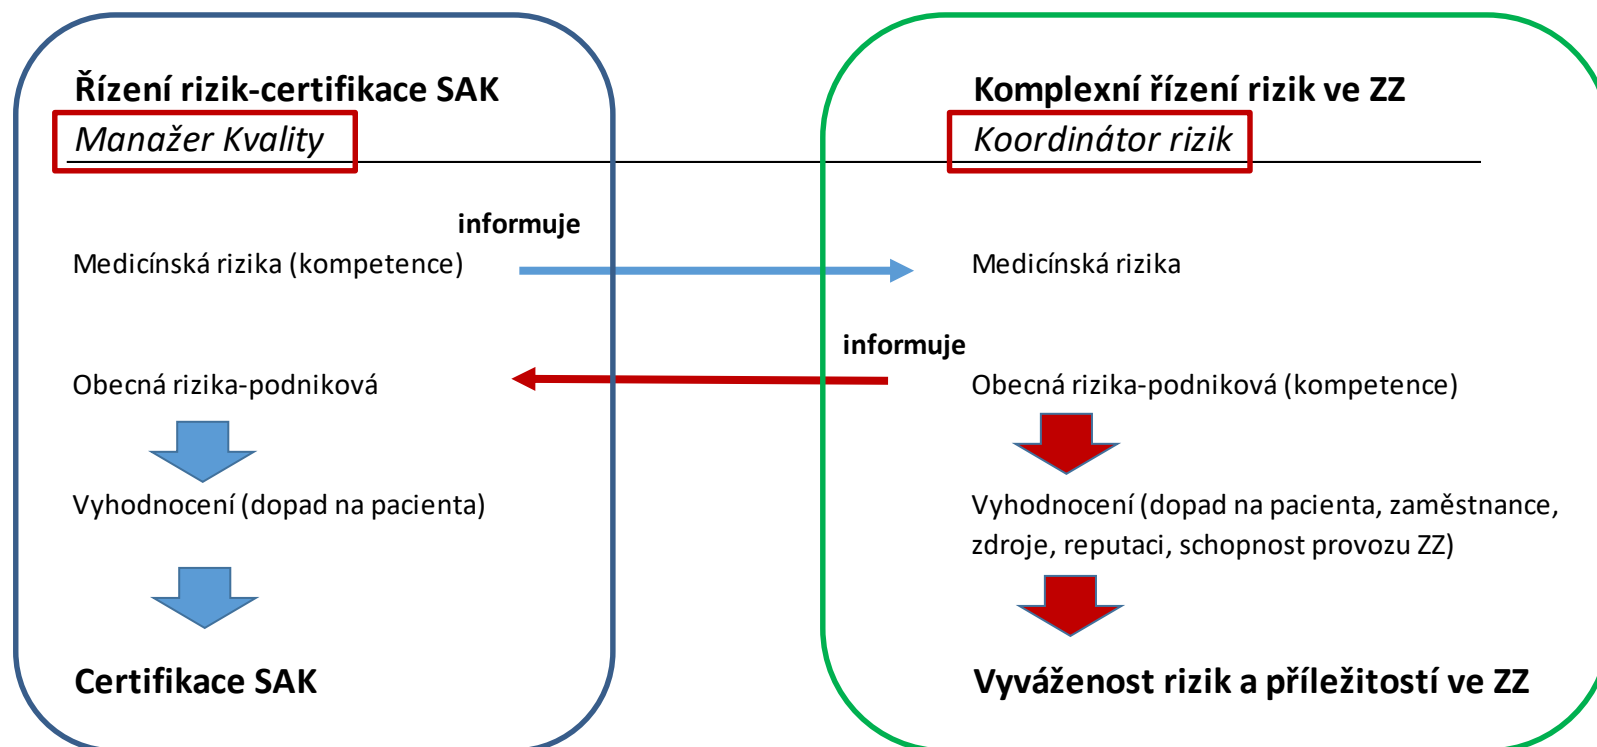 Řízení rizik-certifikace SAK
Manažer Kvality
informuje
Medicínská rizika (kompetence)
Obecná rizika-podniková
Vyhodnocení (dopad na pacienta)
Certifikace SAK
Komplexní řízení rizik ve ZZ
Koordinátor rizik
Medicínská rizika
informuje
Obecná rizika-podniková (kompetence)
Vyhodnocení (dopad na pacienta, zaměstnance,
zdroje, reputaci, schopnost provozu ZZ)
Vyváženost rizik a příležitostí ve ZZ